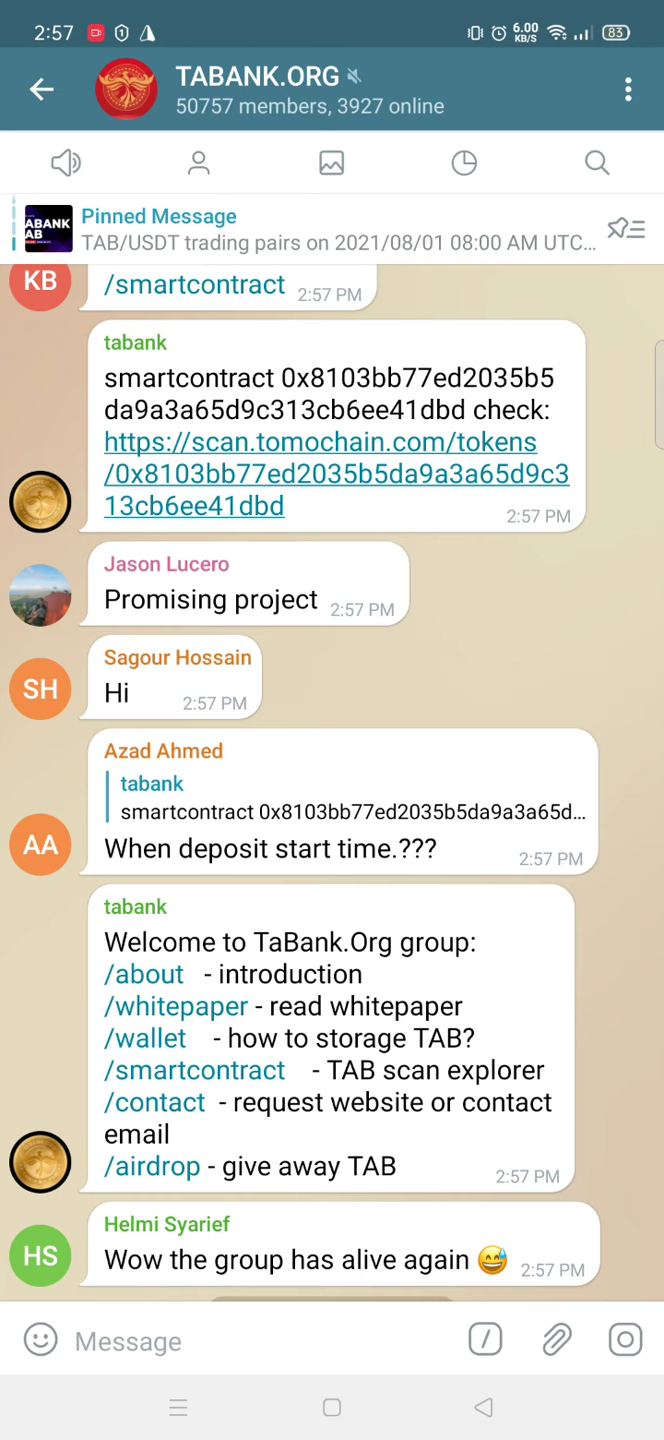 2:57
6.00
KB/S
83
TABANK.ORG
50757 members, 3927 online
ABANK
AB
Pinned Message
TAB/USDT trading pairs on 2021/08/01 08:00 AM UTC...
KB
/smartcontract 2:57 PM
tabank
smartcontract 0x8103bb77ed2035b5
da9a3a65d9c313cb6ee41dbd check:
https://scan.tomochain.com/tokens
/0x8103bb77ed2035b5da9a3a65d9c3
13cb6ee41dbd
2:57 PM
Jason Lucero
Promising project 2:57 PM
Sagour Hossain
SH
Hi 2:57 PM
Azad Ahmed
tabank
smartcontract 0x8103bb77ed2035b5da9a3a65d...
AA
When deposit start time.??? 2:57 PM
tabank
Welcome to TaBank.Org group:
/about - introduction
/whitepaper - read whitepaper
/wallet - how to storage TAB?
/smartcontract - TAB scan explorer
/contact - request website or contact
email
/airdrop - give away TAB 2:57 PM
Helmi Syarief
HS
Wow the group has alive again 😅 2:57 PM
Message